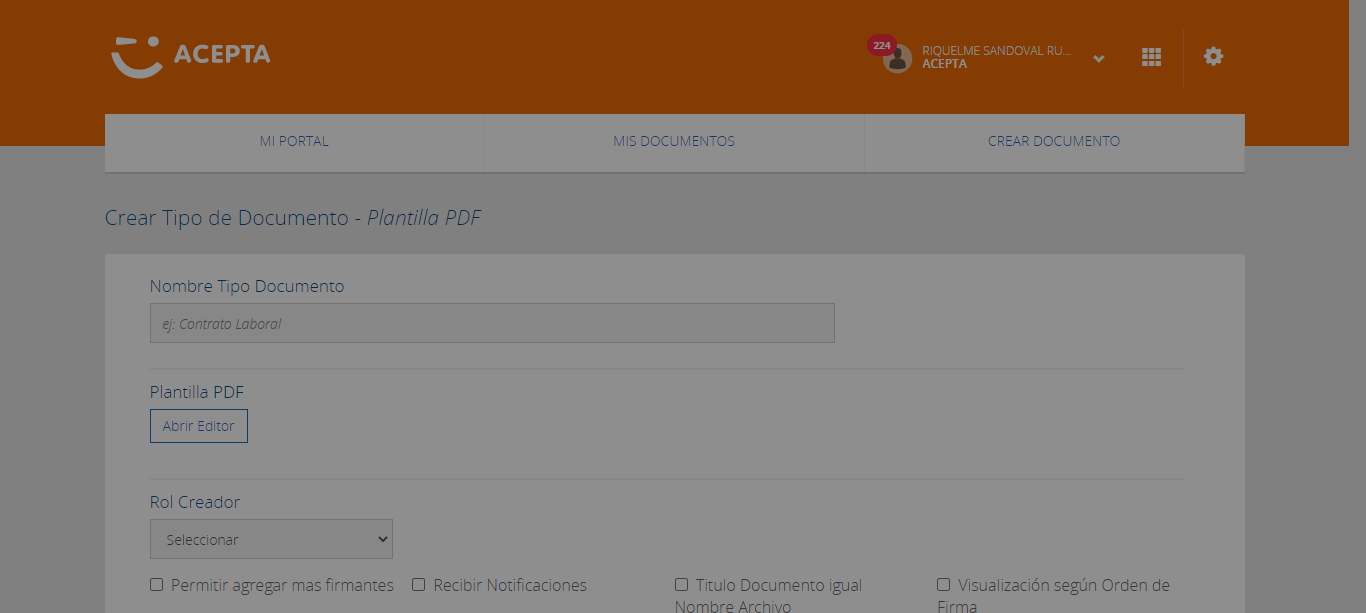 ACEPTA
224
RIQUELME SANDOVAL RU...
ACEPTA
MI PORTAL
MIS DOCUMENTOS
CREAR DOCUMENTO
Crear Tipo de Documento - Plantilla PDF
Nombre Tipo Documento
ej: Contrato Laboral
Plantilla PDF
Abrir Editor
Rol Creador
Seleccionar
Permitir agregar mas firmantes
Recibir Notificaciones
Titulo Documento igual
Nombre Archivo
Visualización según Orden de
Firma